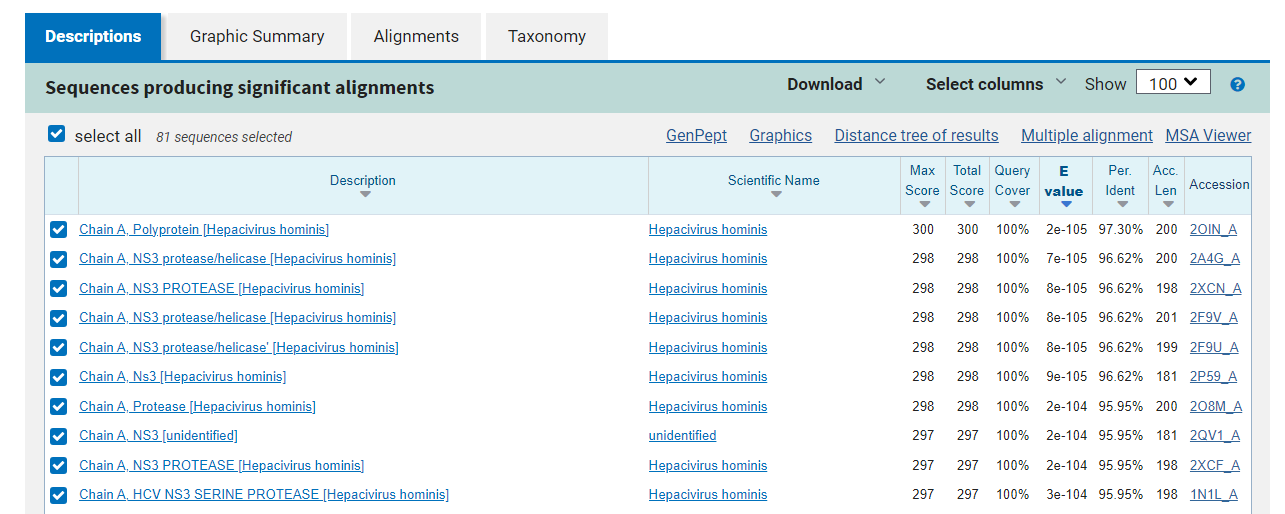 Descriptions Graphic Summary Alignments Taxonomy
Sequences producing significant alignments Download Select columns Show 100 ?
select all 81 sequences selected GenPept Graphics Distance tree of results Multiple alignment MSA Viewer
Description Scientific Name Max Score Total Score Query Cover E value Per. Ident Acc. Len Accession
Chain A, Polyprotein [Hepacivirus hominis] Hepacivirus hominis 300 300 100% 2e-105 97.30% 200 2OIN_A
Chain A, NS3 protease/helicase [Hepacivirus hominis] Hepacivirus hominis 298 298 100% 7e-105 96.62% 200 2A4G_A
Chain A, NS3 PROTEASE [Hepacivirus hominis] Hepacivirus hominis 298 298 100% 8e-105 96.62% 198 2XCN_A
Chain A, NS3 protease/helicase [Hepacivirus hominis] Hepacivirus hominis 298 298 100% 8e-105 96.62% 201 2F9V_A
Chain A, NS3 protease/helicase' [Hepacivirus hominis] Hepacivirus hominis 298 298 100% 8e-105 96.62% 199 2F9U_A
Chain A, Ns3 [Hepacivirus hominis] Hepacivirus hominis 298 298 100% 9e-105 96.62% 181 2P59_A
Chain A, Protease [Hepacivirus hominis] Hepacivirus hominis 298 298 100% 2e-104 95.95% 200 2O8M_A
Chain A, NS3 [unidentified] unidentified 297 297 100% 2e-104 95.95% 181 2QV1_A
Chain A, NS3 PROTEASE [Hepacivirus hominis] Hepacivirus hominis 297 297 100% 2e-104 95.95% 198 2XCF_A
Chain A, HCV NS3 SERINE PROTEASE [Hepacivirus hominis] Hepacivirus hominis 297 297 100% 3e-104 95.95% 198 1N1L_A